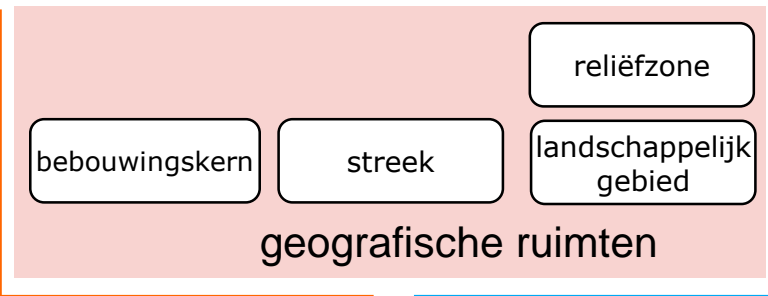 reliëfzone
bebouwingskern
streek
landschappelijk
gebied
geografische ruimten